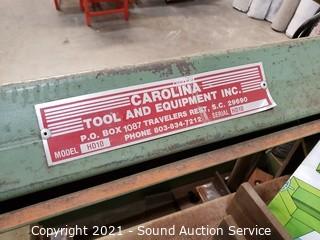 CAROLINA
TOOL AND EQUIPMENT INC.
P.O. BOX 1087 TRAVELERS REST, S.C. 29690
PHONE 803-834-7212
MODEL H010 SERIAL H010
Copyright 2021 - Sound Auction Service